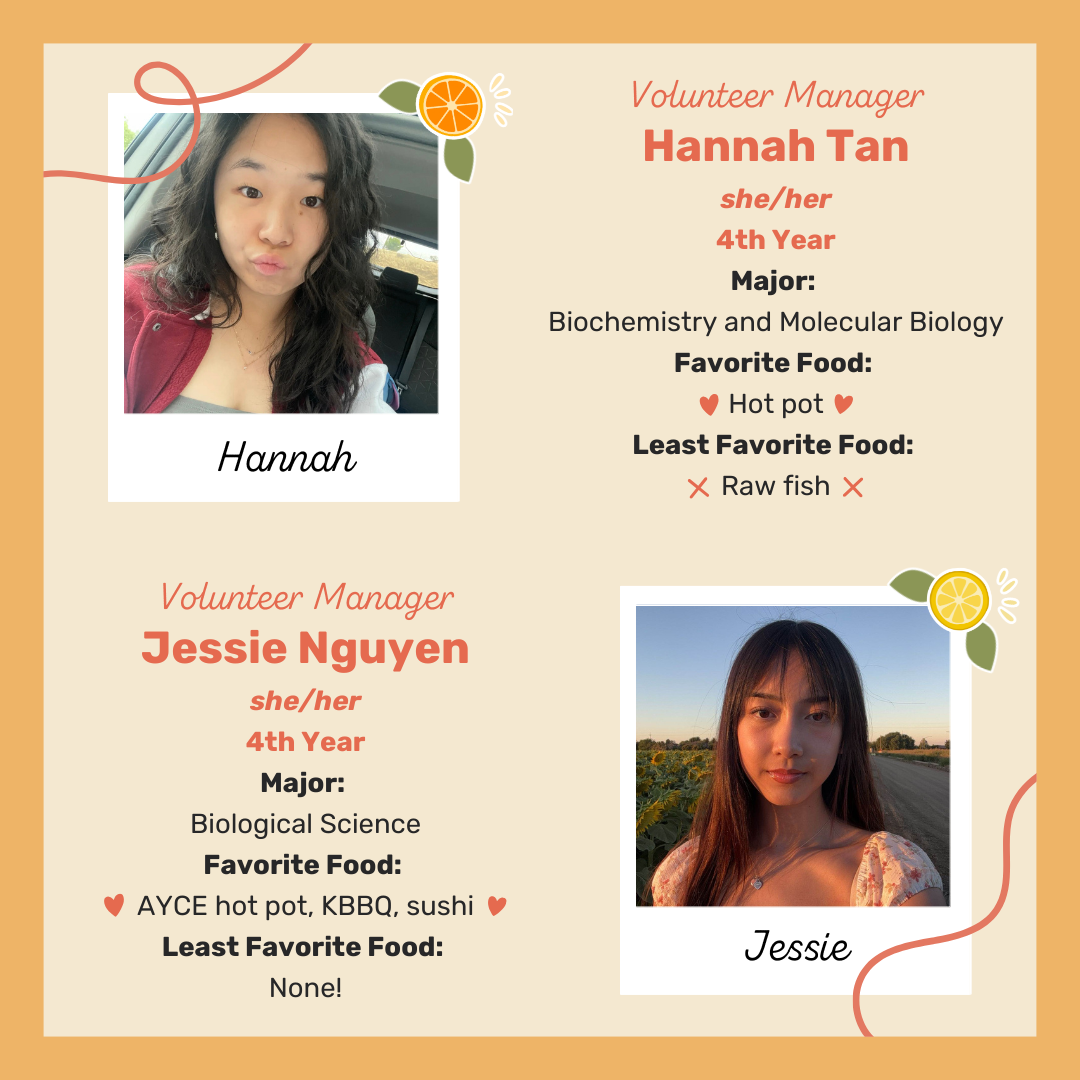 Hannah
Volunteer Manager
Hannah Tan
she/her
4th Year
Major:
Biochemistry and Molecular Biology
Favorite Food:
Hot pot
Least Favorite Food:
Raw fish
Volunteer Manager
Jessie Nguyen
she/her
4th Year
Major:
Biological Science
Favorite Food:
AYCE hot pot, KBBQ, sushi
Least Favorite Food:
None!
Jessie